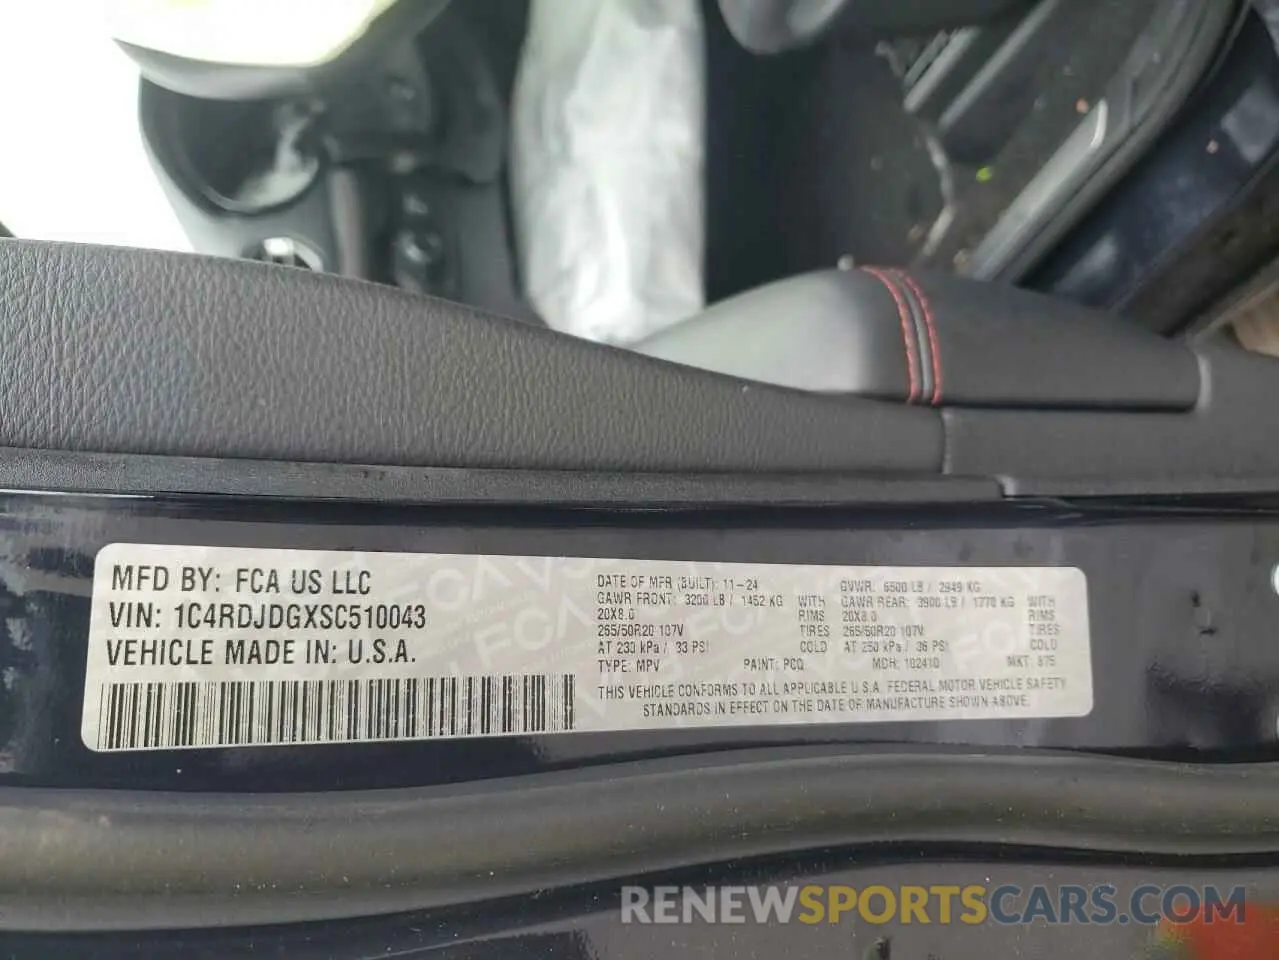 MFD BY: FCA US LLC
VIN: 1C4RDJDGXSC510043
VEHICLE MADE IN: U.S.A.
DATE OF MFR (BUILT): 11-24
GAWR FRONT: 3200 LB / 1452 KG WITH
20X8.0 RIMS
265/50R20 107V TIRES
AT 230 kPa / 33 PSI COLD
TYPE: MPV
GVWR: 6500 LB / 2949 KG
GAWR REAR: 3900 LB / 1770 KG WITH
20X8.0 RIMS
265/50R20 107V TIRES
AT 250 kPa / 36 PSI COLD
PAINT: PCQ MDH: 102410 MKT: 875
THIS VEHICLE CONFORMS TO ALL APPLICABLE U.S.A. FEDERAL MOTOR VEHICLE SAFETY
STANDARDS IN EFFECT ON THE DATE OF MANUFACTURE SHOWN ABOVE.
RENEWSPORTSCARS.COM